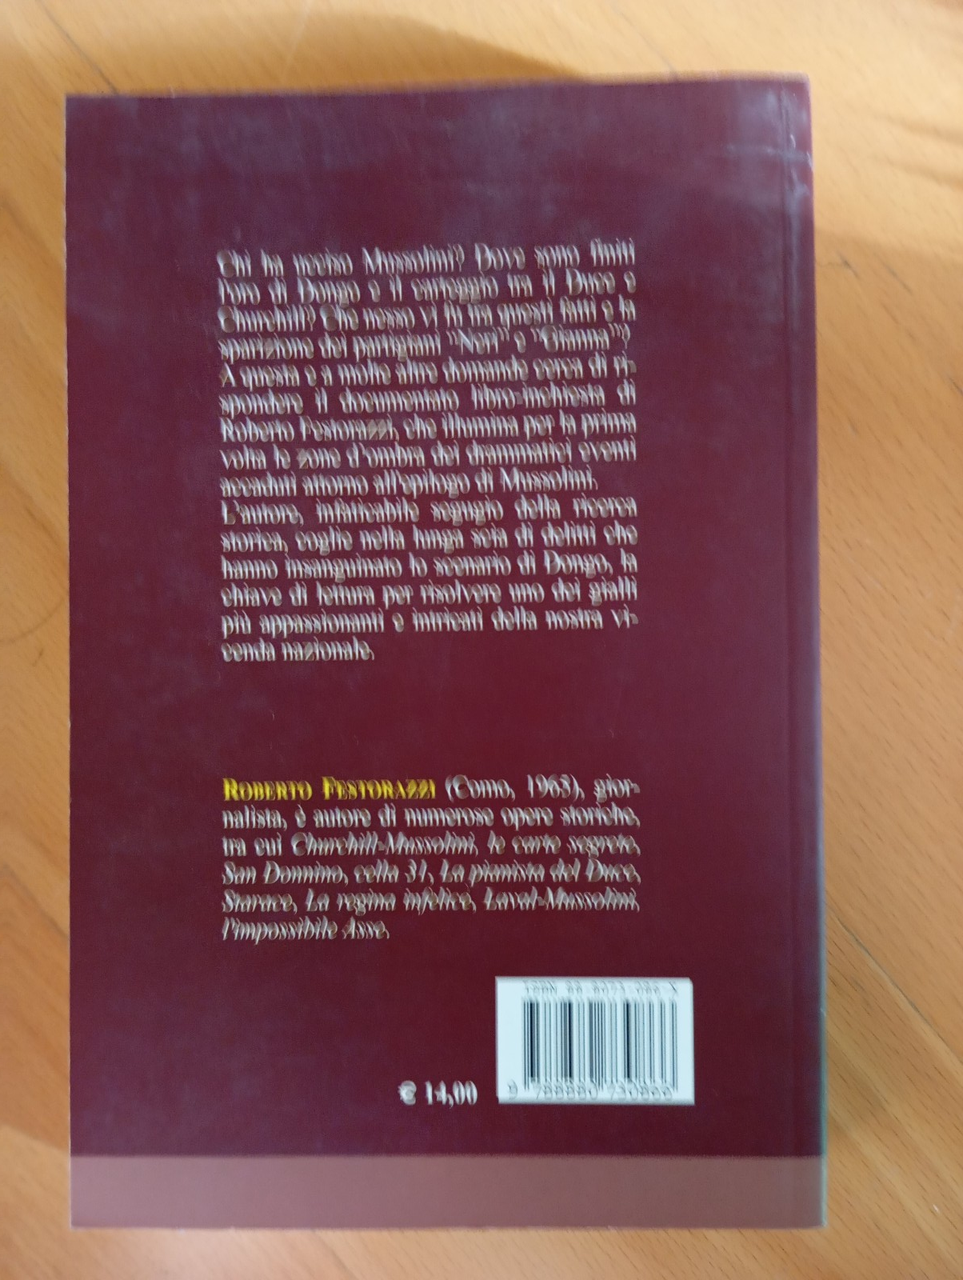 Chi ha ucciso Mussolini? Dove sono finiti
l'oro di Dongo e il carteggio tra il Duce e
Churchill? Che nesso vi fu tra questi fatti e la
sparizione dei partigiani "Neri" e "Gianna"?
A questa e a molte altre domande cerca di ri-
spondere il documentato libro-inchiesta di
Roberto Festorazzi, che illumina per la prima
volta le zone d'ombra dei drammatici eventi
accaduti attorno all'epilogo di Mussolini.
L'autore, infaticabile segugio della ricerca
storica, coglie nella lunga scia di delitti che
hanno insanguinato lo scenario di Dongo, la
chiave di lettura per risolvere uno dei gialli
più appassionanti e intricati della nostra vi-
cenda nazionale.
ROBERTO FESTORAZZI (Como, 1965), gior-
nalista, è autore di numerose opere storiche,
tra cui Churchill-Mussolini, le carte segrete,
San Donnino, cella 31, La pianista del Duce,
Starace, La regina infelice, Laval-Mussolini,
l'impossibile Asse.
ISBN
€ 14,00